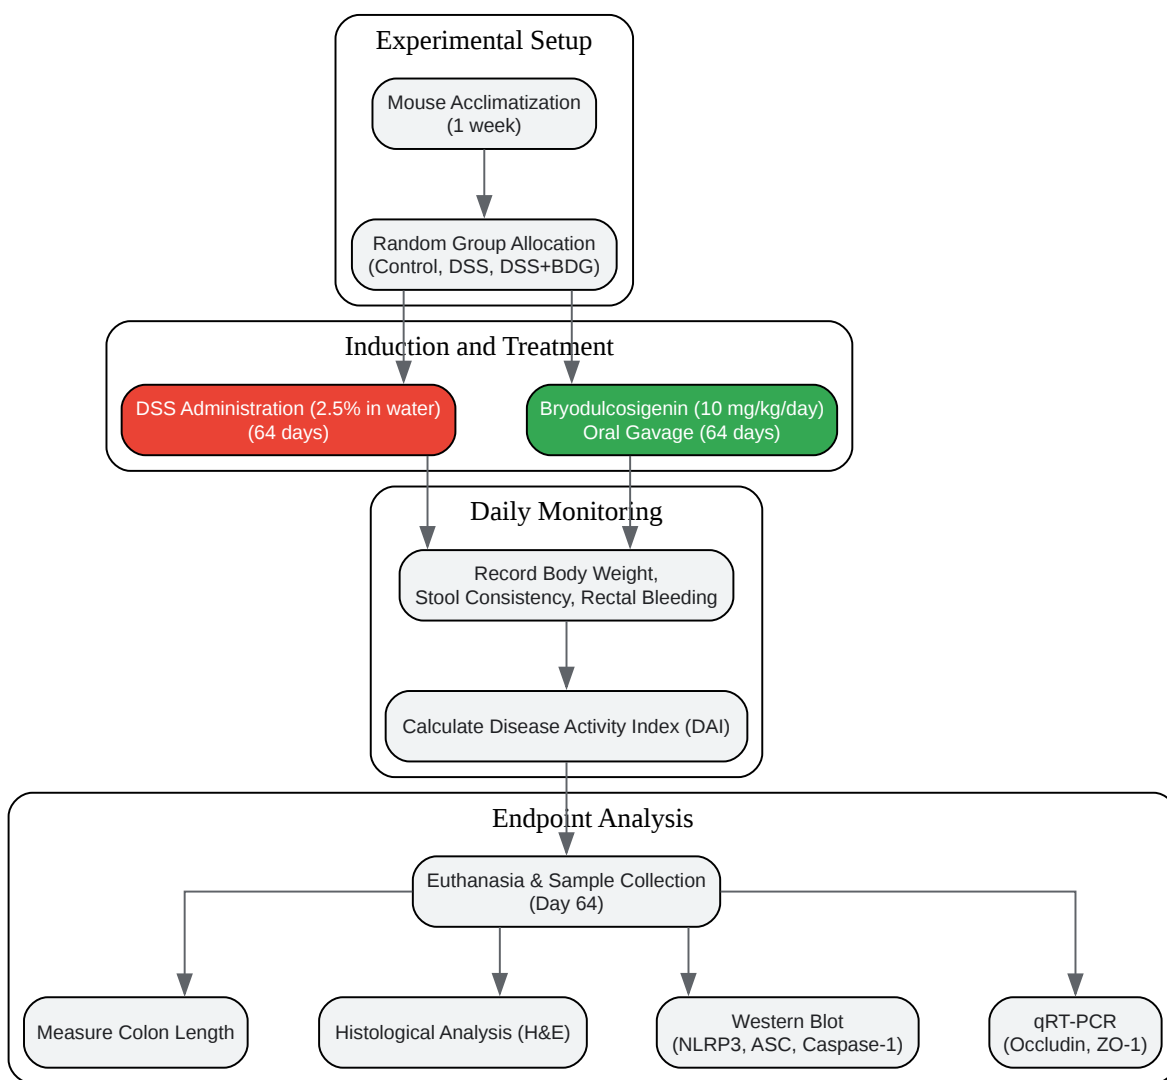 Experimental Setup
Mouse Acclimatization
(1 week)
Random Group Allocation
(Control, DSS, DSS+BDG)
Induction and Treatment
DSS Administration (2.5% in water)
(64 days)
Bryodulcosigenin (10 mg/kg/day)
Oral Gavage (64 days)
Daily Monitoring
Record Body Weight,
Stool Consistency, Rectal Bleeding
Calculate Disease Activity Index (DAI)
Endpoint Analysis
Euthanasia & Sample Collection
(Day 64)
Measure Colon Length
Histological Analysis (H&E)
Western Blot
(NLRP3, ASC, Caspase-1)
qRT-PCR
(Occludin, ZO-1)